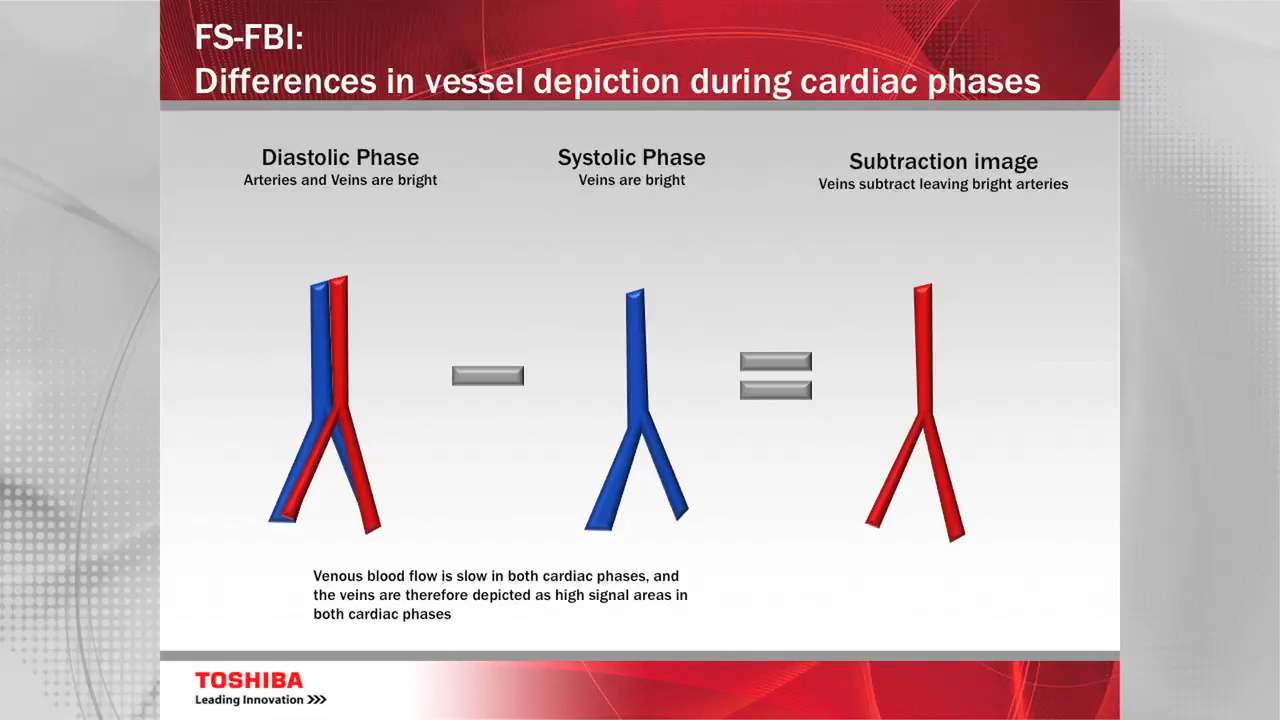 FS-FBI:
Differences in vessel depiction during cardiac phases
Diastolic Phase
Arteries and Veins are bright
Systolic Phase
Veins are bright
Subtraction image
Veins subtract leaving bright arteries
Venous blood flow is slow in both cardiac phases, and
the veins are therefore depicted as high signal areas in
both cardiac phases
TOSHIBA
Leading Innovation >>>